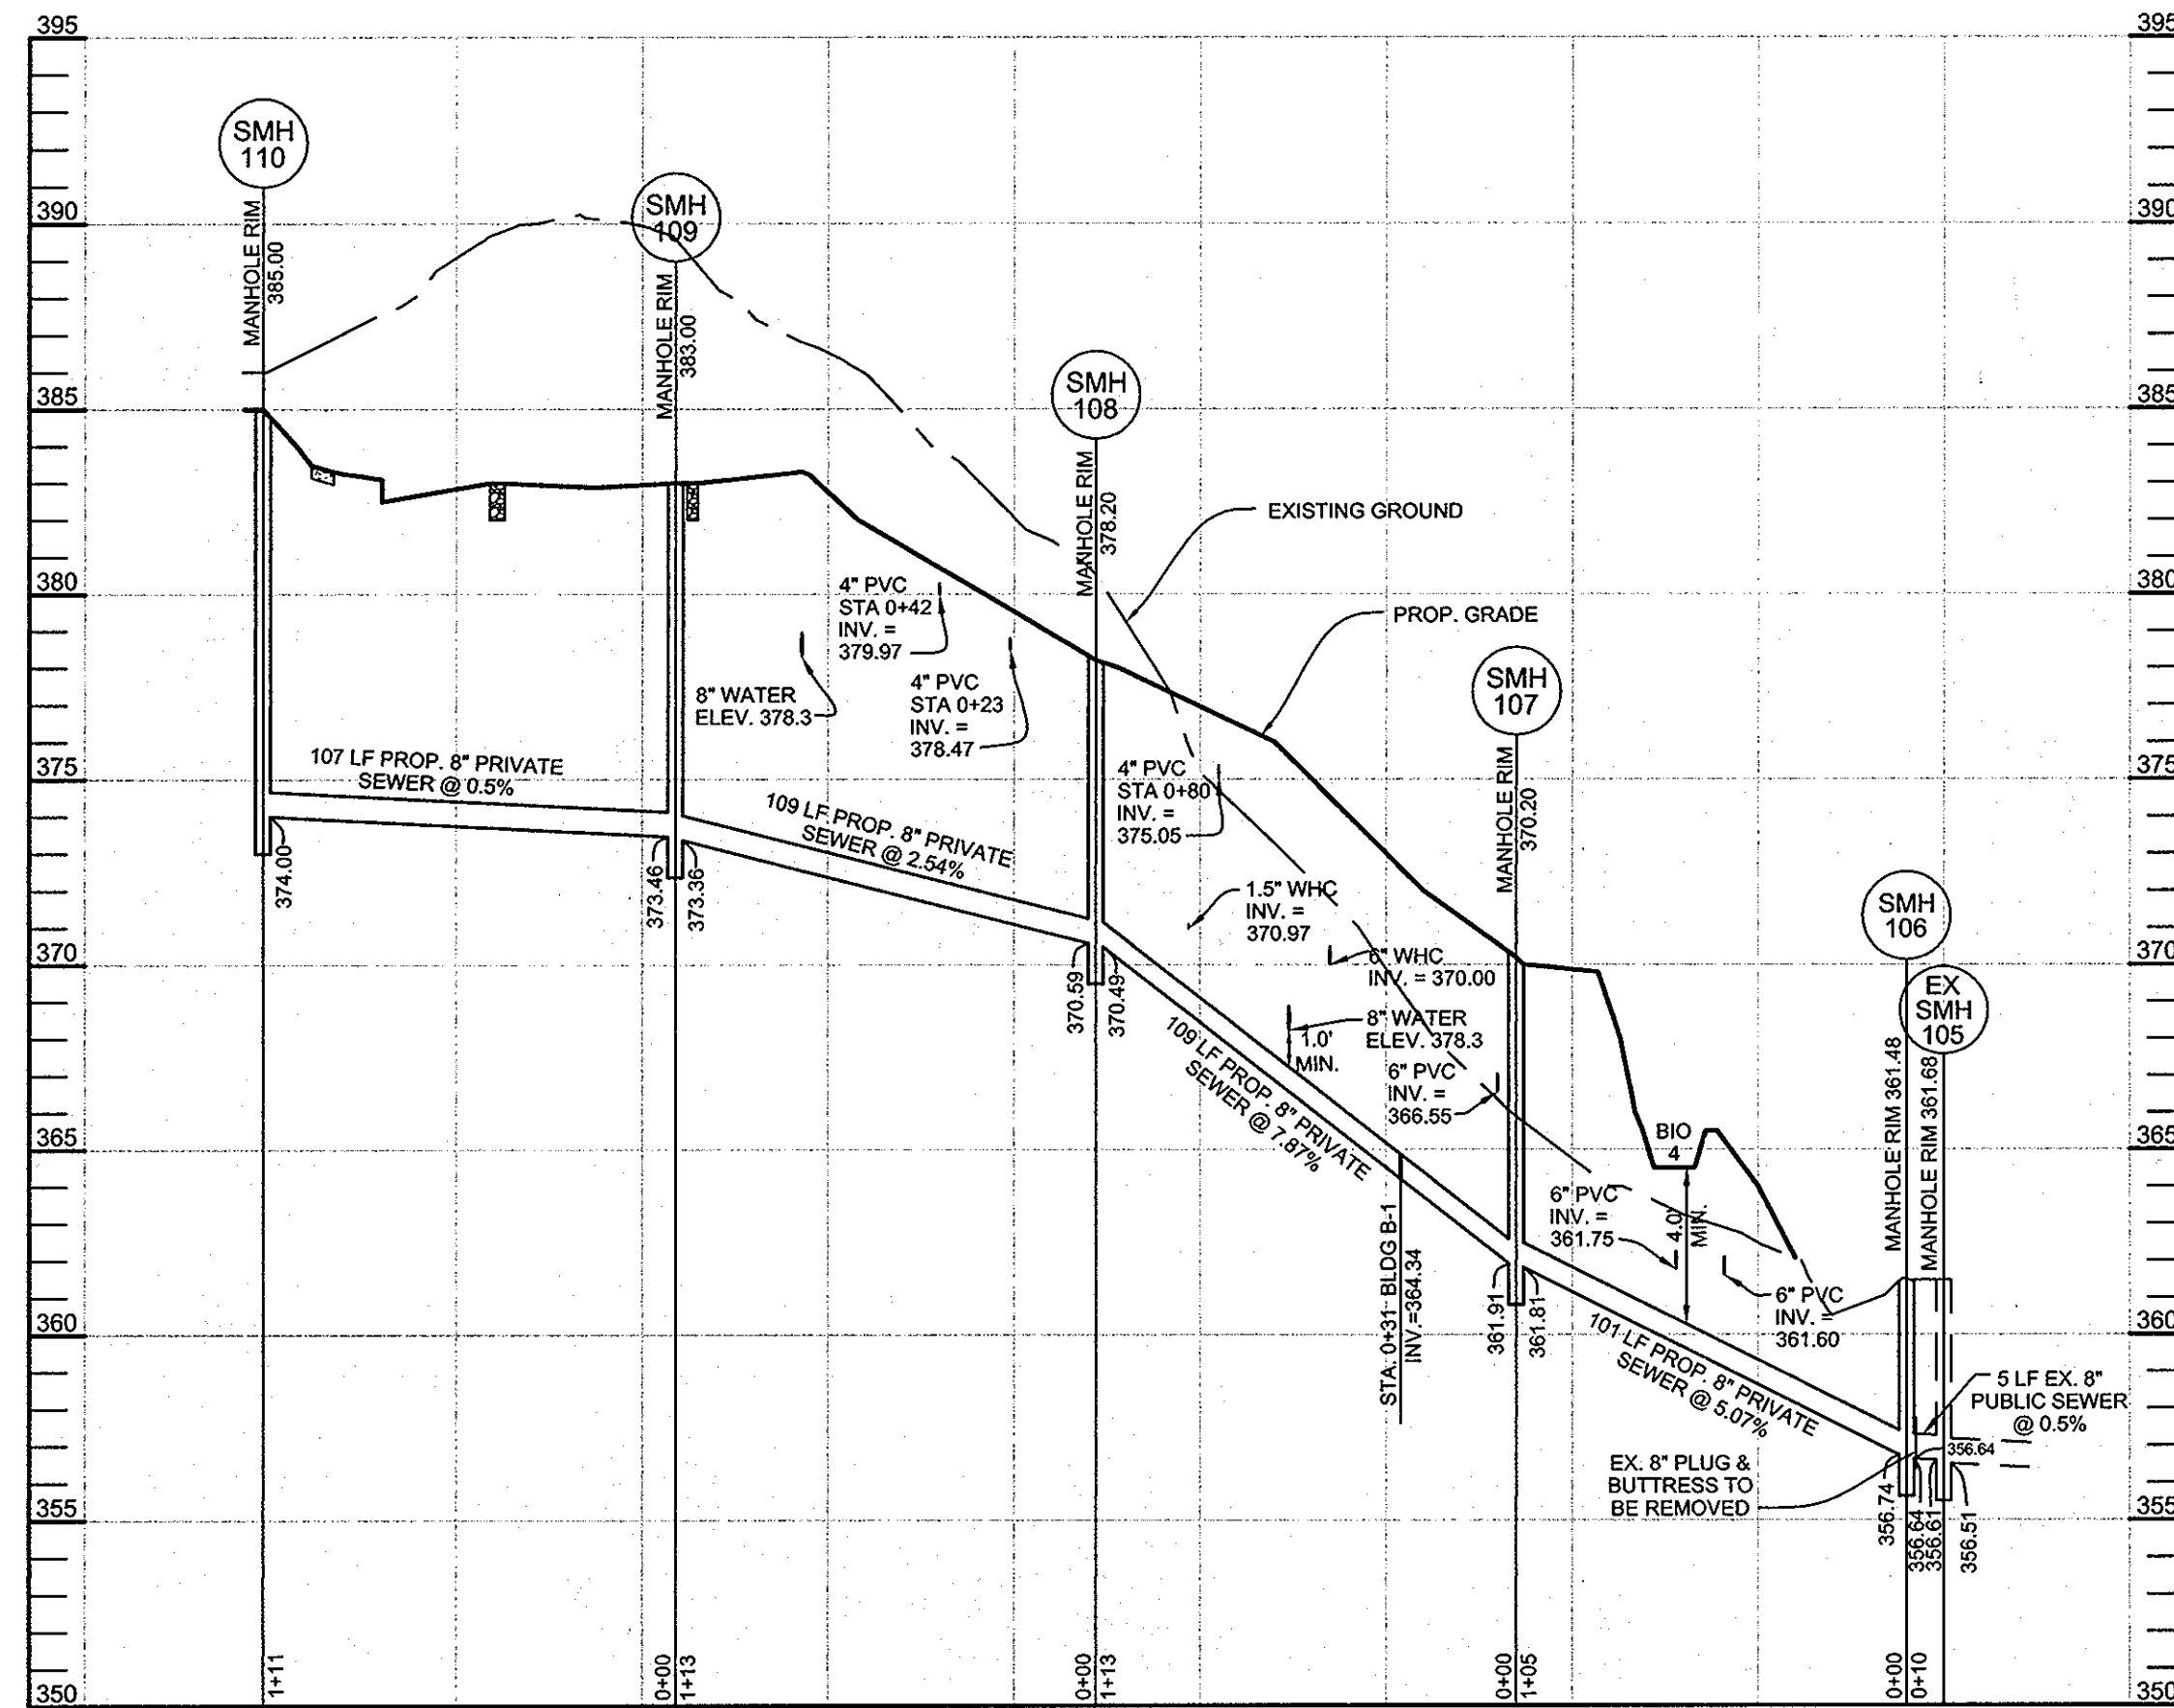 395
395
SMH
110
SMH
109
390
390
MANHOLE RIM
385.00
MANHOLE RIM
383.00
SMH
108
385
385
MANHOLE RIM
378.20
EXISTING GROUND
380
380
4" PVC
STA 0+42
INV. =
379.97
PROP. GRADE
8" WATER
ELEV. 378.3
4" PVC
STA 0+23
INV. =
378.47
SMH
107
375
375
107 LF PROP. 8" PRIVATE
SEWER @ 0.5%
109 LF PROP. 8" PRIVATE
SEWER @ 2.54%
4" PVC
STA 0+80
INV. =
375.05
MANHOLE RIM
370.20
374.00
373.46
373.36
1.5" WHC
INV. =
370.97
SMH
106
370
370
370.59
370.49
6" WHC
INV. = 370.00
EX
SMH
105
8" WATER
ELEV. 378.3
1.0'
MIN.
109 LF PROP. 8" PRIVATE
SEWER @ 7.87%
6" PVC
INV. =
366.55
MANHOLE RIM 361.48
MANHOLE RIM 361.68
365
365
BIO
4
6" PVC
INV. =
361.75
4.0'
MIN.
STA. 0+31 BLDG B-1
INV.=364.34
361.91
361.81
6" PVC
INV. =
361.60
360
360
101 LF PROP. 8" PRIVATE
SEWER @ 5.07%
5 LF EX. 8"
PUBLIC SEWER
@ 0.5%
356.64
EX. 8" PLUG &
BUTTRESS TO
BE REMOVED
355
355
356.74
356.64
356.61
356.51
1+11
0+00
1+13
0+00
1+13
0+00
1+05
0+00
0+10
350
350